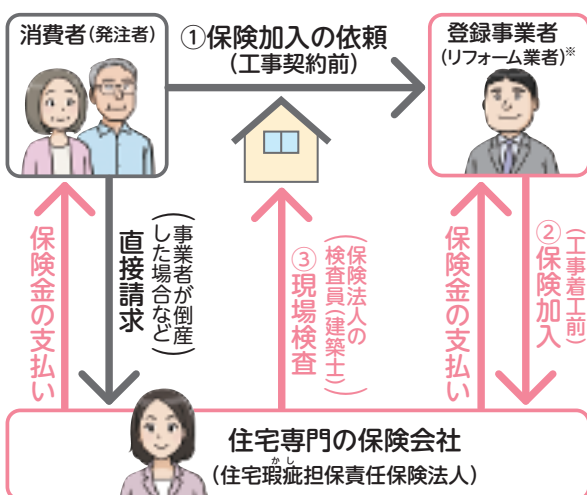 消費者(発注者)
①保険加入の依頼
(工事契約前)
登録事業者
(リフォーム業者)※
保険金の支払い
直接請求
(事業者が倒産
した場合など)
③現場検査
(保険法人の
検査員(建築士))
保険金の支払い
②保険加入
(工事着工前)
住宅専門の保険会社
かし
(住宅瑕疵担保責任保険法人)